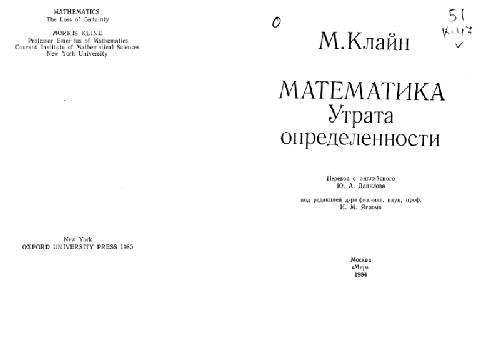 MATHEMATICS
The Loss of Certainty
MORRIS KLINE
Professor Emeritus of Mathematics
Courant Institute of Mathematical Sciences
New York University
New York
OXFORD UNIVERSITY PRESS 1980
51
М.Клайн
МАТЕМАТИКА
Утрата
определенности
Перевод с английского
Ю. А. Данилова
под редакцией д-ра физ.-мат. наук, проф.
И. М. Яглома
Москва
«Мир»
1984